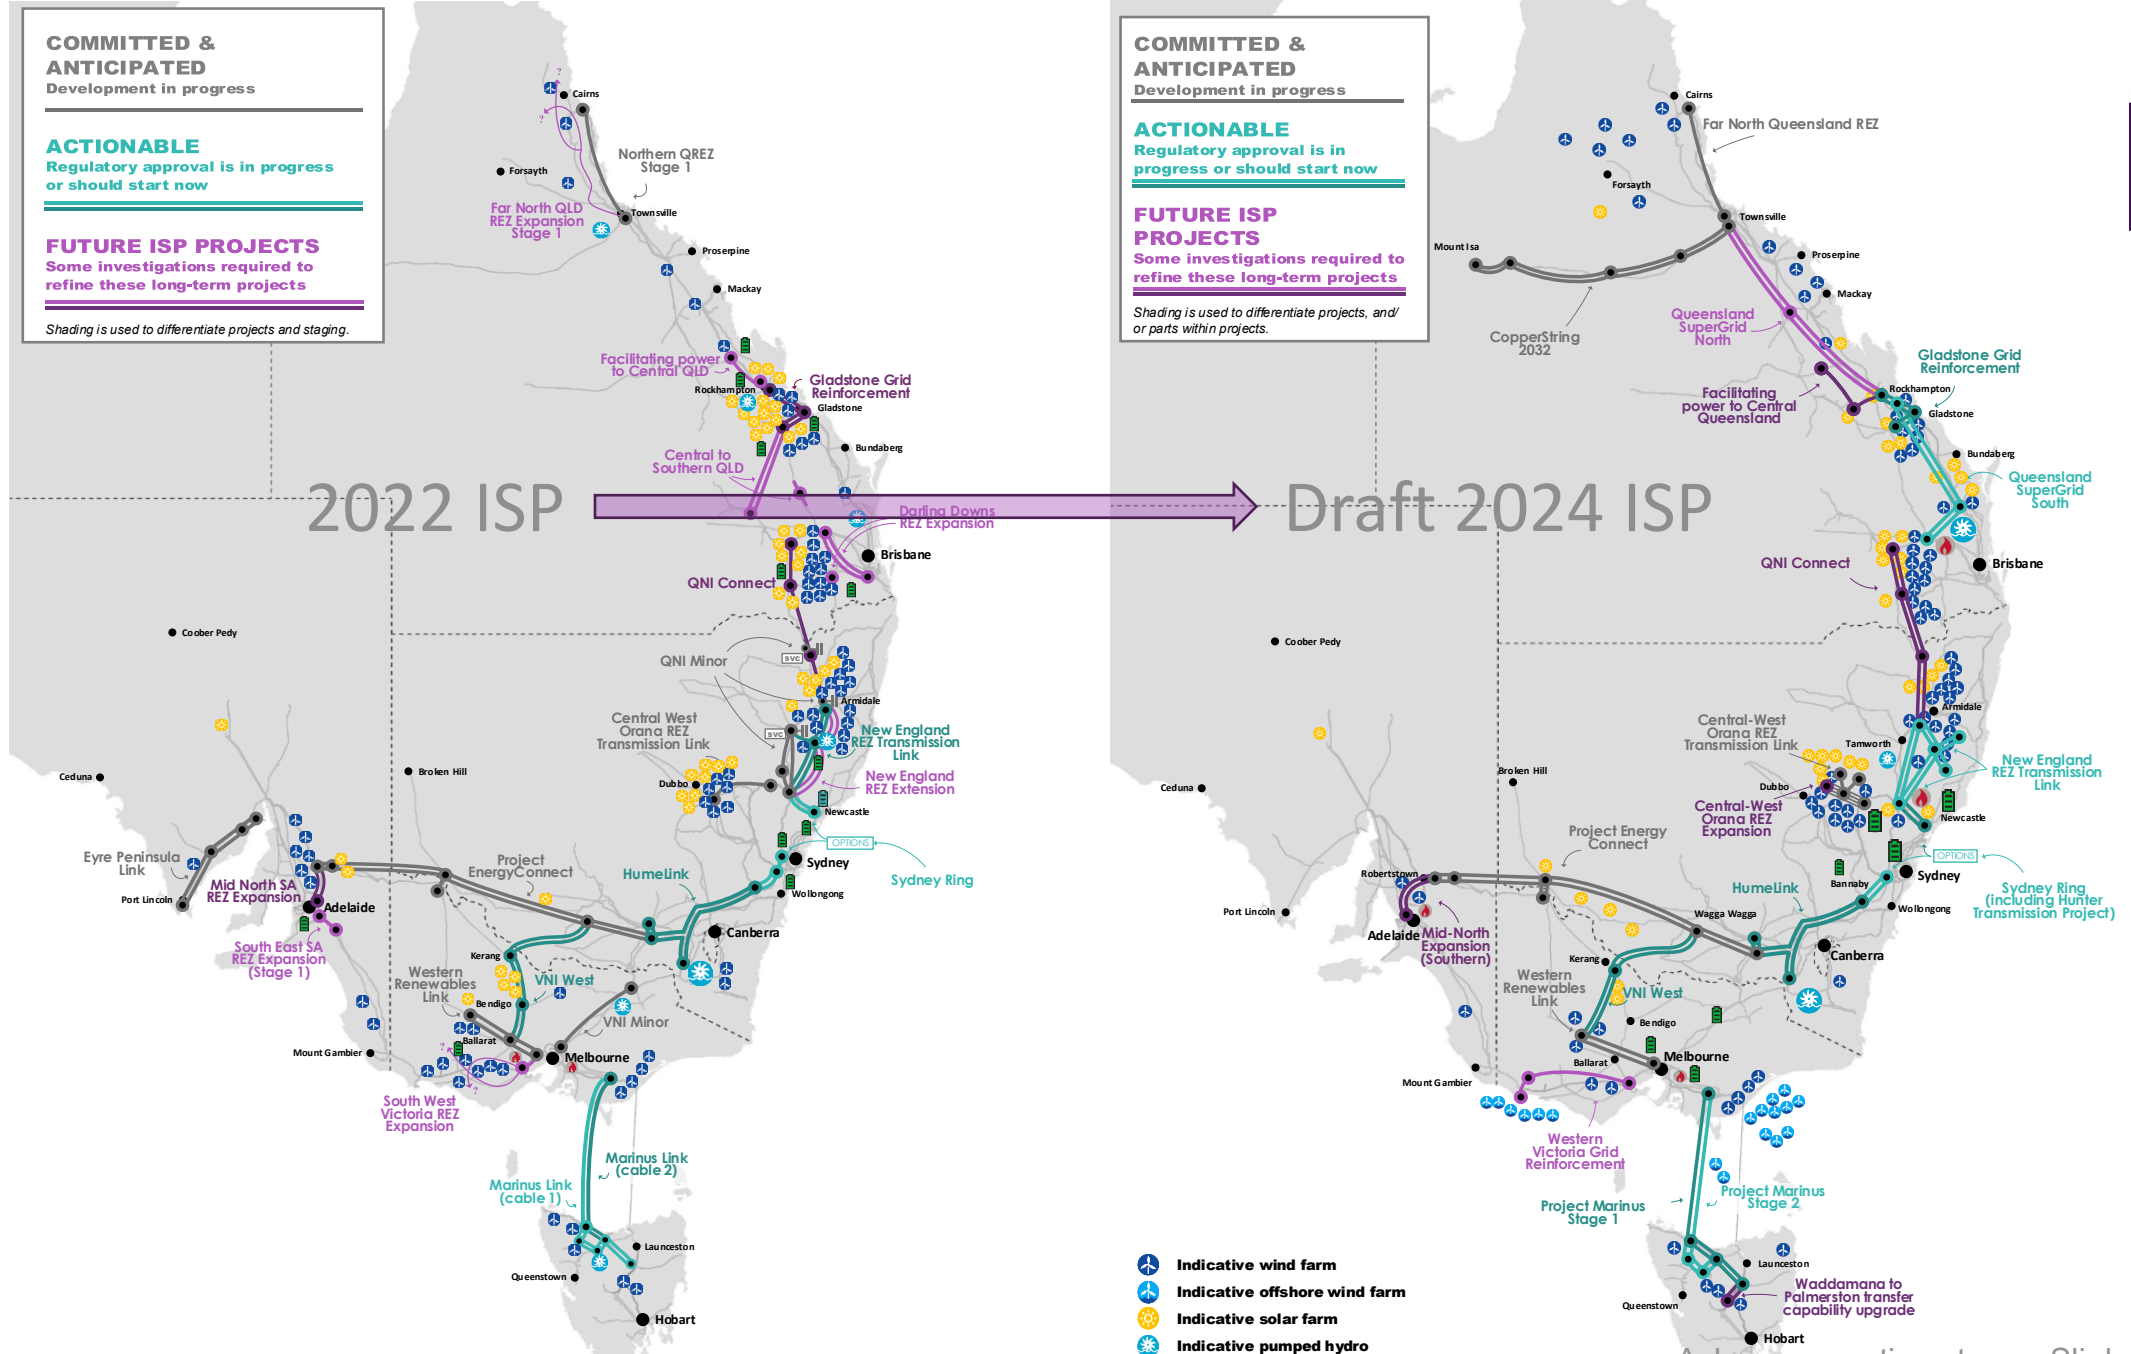 COMMITTED &
ANTICIPATED
Development in progress
ACTIONABLE
Regulatory approval is in progress
or should start now
FUTURE ISP PROJECTS
Some investigations required to
refine these long-term projects
Shading is used to differentiate projects and staging.
?
Cairns
?
Northern QREZ
Stage 1
Forsyath
Far North QLD
REZ Expansion
Stage 1
Townsville
Proserpine
Mackay
Facilitating power
to Central QLD
Rockhampton
Gladstone Grid
Reinforcement
Gladstone
Bundaberg
Central to
Southern QLD
2022 ISP
Darling Downs
REZ Expansion
Brisbane
QNI Connect
Coober Pedy
QNI Minor
svc
Armidale
Central West
Orana REZ
Transmission Link
svc
New England
REZ Transmission
Link
New England
REZ Extension
Ceduna
Broken Hill
Dubbo
Newcastle
OPTIONS
Sydney
Sydney Ring
Eyre Peninsula
Link
Project
EnergyConnect
HumeLink
Mid North SA
REZ Expansion
Port Lincoln
Adelaide
Wollongong
Canberra
South East SA
REZ Expansion
(Stage 1)
Kerang
Western
Renewables
Link
VNI West
Bendigo
VNI Minor
Ballarat
Mount Gambier
Melbourne
?
?
South West
Victoria REZ
Expansion
Marinus Link
(cable 2)
Marinus Link
(cable 1)
Launceston
Queenstown
Hobart
COMMITTED &
ANTICIPATED
Development in progress
ACTIONABLE
Regulatory approval is in
progress or should start now
FUTURE ISP
PROJECTS
Some investigations required to
refine these long-term projects
Shading is used to differentiate projects, and/
or parts within projects.
Cairns
Far North Queensland REZ
Forsyath
Townsville
Mount Isa
Proserpine
Mackay
CopperString
2032
Queensland
SuperGrid
North
Gladstone Grid
Reinforcement
Rockhampton
Facilitating
power to Central
Queensland
Gladstone
Bundaberg
Queensland
SuperGrid
South
Draft 2024 ISP
QNI Connect
Brisbane
Coober Pedy
Armidale
Central-West
Orana REZ
Transmission Link
Tamworth
New England
REZ Transmission
Link
Ceduna
Broken Hill
Dubbo
Central-West
Orana REZ
Expansion
Newcastle
Project Energy
Connect
OPTIONS
Robertstown
Bannaby
Sydney
HumeLink
Sydney Ring
(including Hunter
Transmission Project)
Port Lincoln
Wagga Wagga
Wollongong
Adelaide
Mid-North
Expansion
(Southern)
Kerang
Canberra
Western
Renewables
Link
VNI West
Bendigo
Ballarat
Melbourne
Mount Gambier
Western
Victoria Grid
Reinforcement
Project Marinus
Stage 1
Project Marinus
Stage 2
Launceston
Queenstown
Waddamana to
Palmerston transfer
capability upgrade
Hobart
Indicative wind farm
Indicative offshore wind farm
Indicative solar farm
Indicative pumped hydro